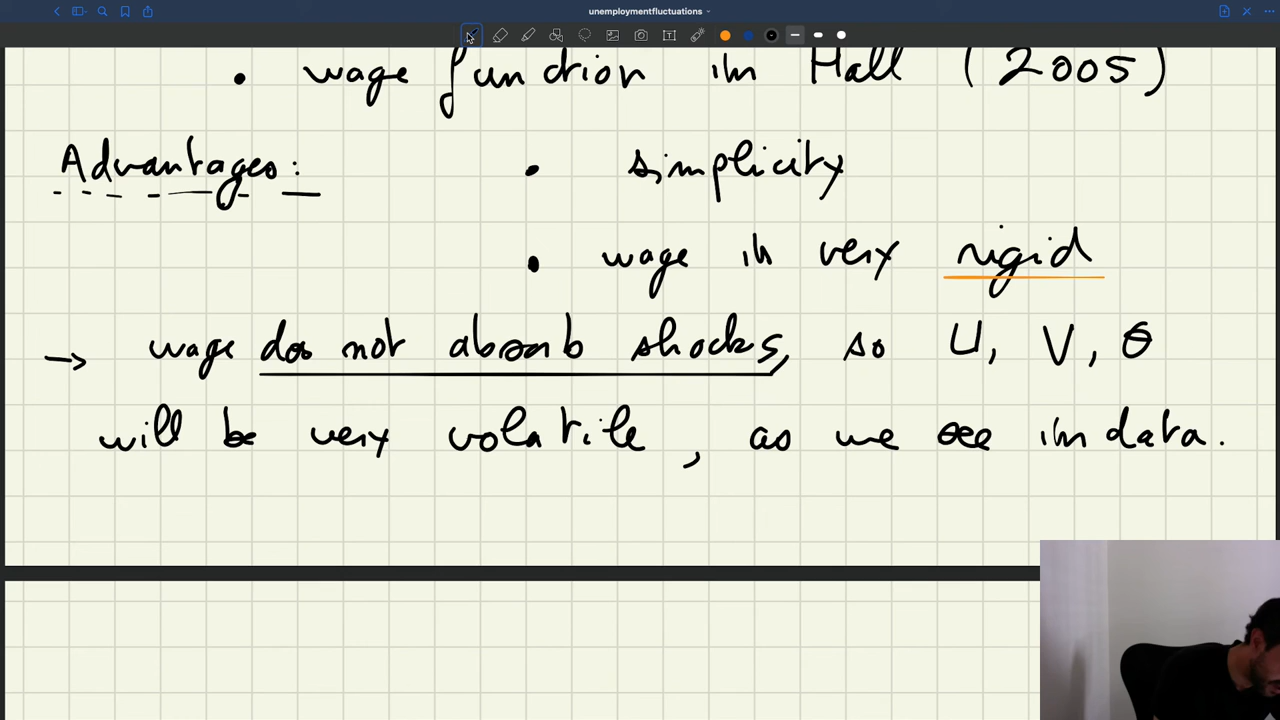 unemploymentfluctuations
• wage function in Hall (2005)
Advantages: • simplicity
• wage is very rigid
→ wage do not absorb shocks, so U, V, θ
will be very volatile, as we see in data.